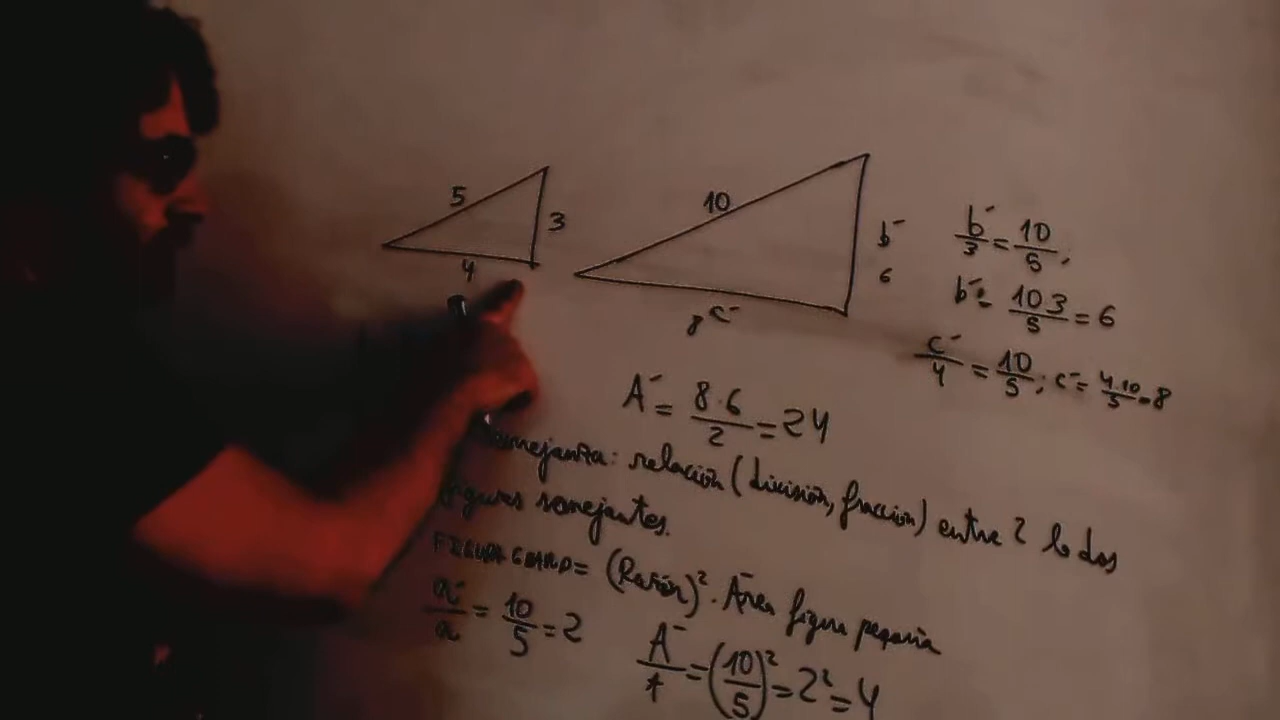 5
3
4
10
b'
6
8 c'
b'/3 = 10/5;
b' = 10 3/5 = 6
c'/4 = 10/5; c' = 4·10/5 = 8
A' = 8·6/2 = 24
semejanza: relación (división, fracción) entre 2 lados
figuras semejantes.
= (Razón)². Área figura pequeña
a'/a = 10/5 = 2
A'/A = (10/5)² = 2² = 4